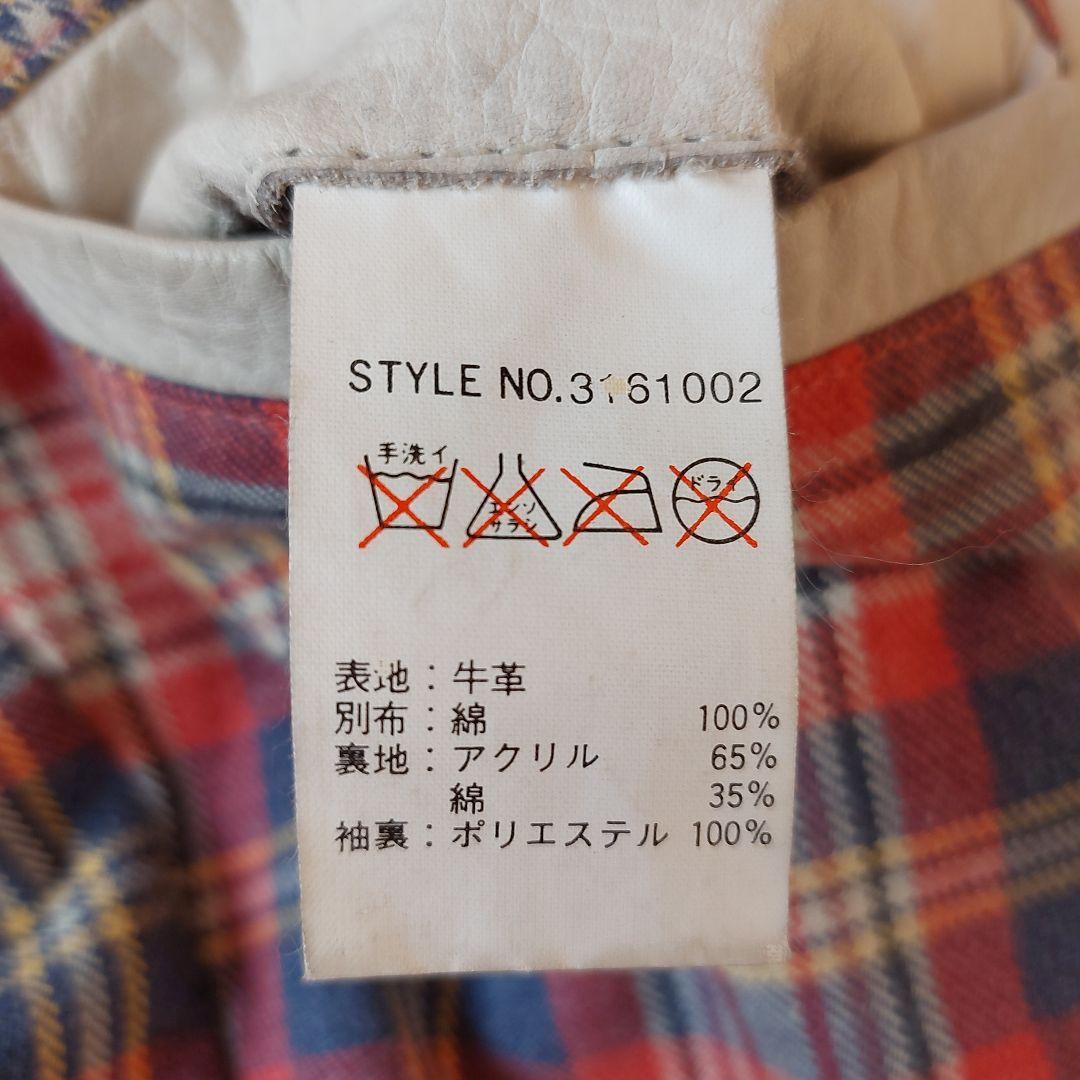 STYLE NO.3161002
手洗イ
エンソ
サラシ
ドライ
表地：牛革
別布：綿 100%
裏地：アクリル 65%
綿 35%
袖裏：ポリエステル 100%